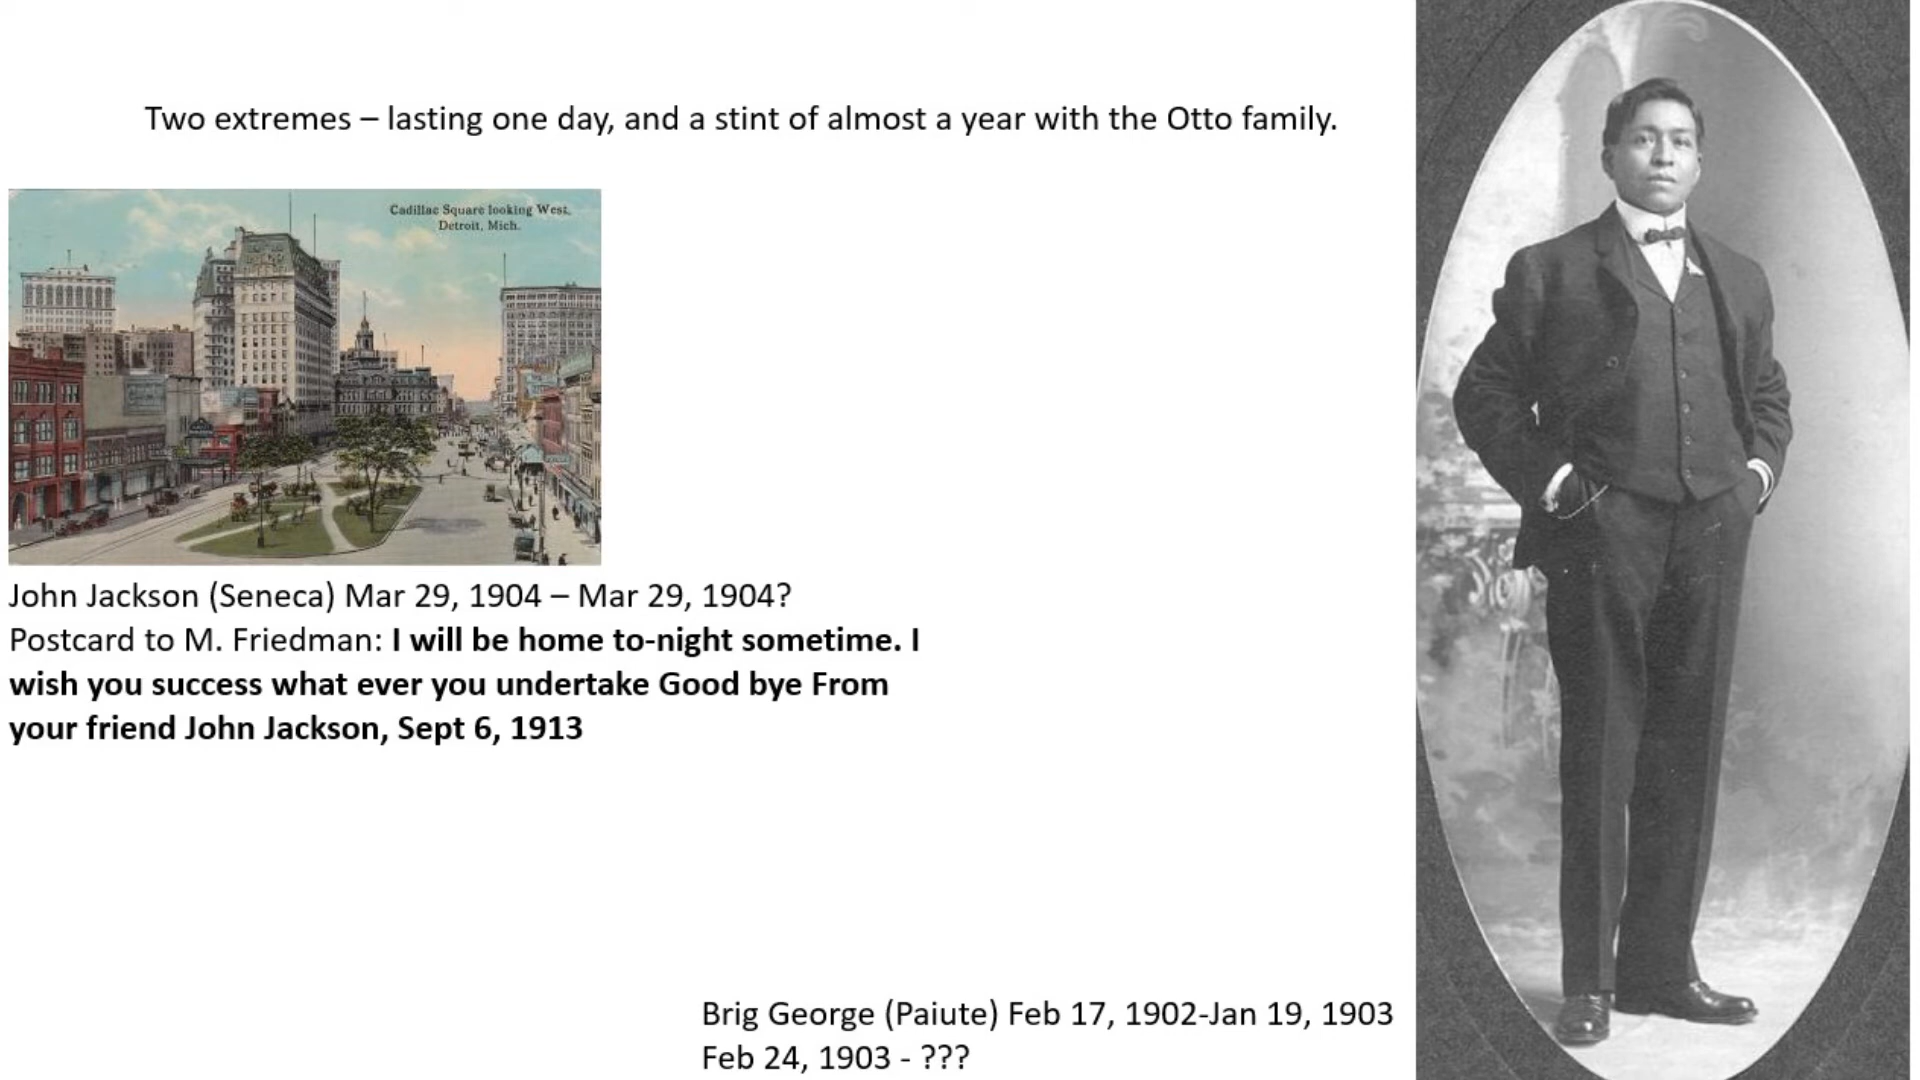 Two extremes – lasting one day, and a stint of almost a year with the Otto family.
Cadillac Square looking West,
Detroit, Mich.
John Jackson (Seneca) Mar 29, 1904 – Mar 29, 1904?
Postcard to M. Friedman: I will be home to-night sometime. I
wish you success what ever you undertake Good bye From
your friend John Jackson, Sept 6, 1913
Brig George (Paiute) Feb 17, 1902-Jan 19, 1903
Feb 24, 1903 - ???